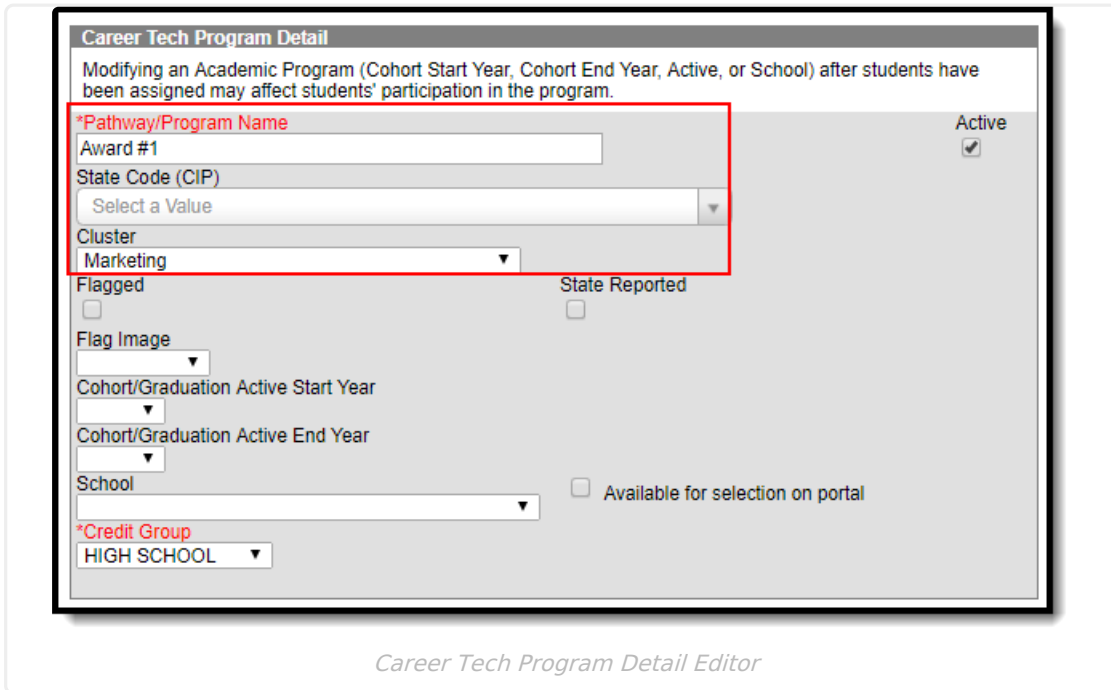 Career Tech Program Detail
Modifying an Academic Program (Cohort Start Year, Cohort End Year, Active, or School) after students have
been assigned may affect students' participation in the program.
*Pathway/Program Name
Active
Award #1
State Code (CIP)
Select a Value
Cluster
Marketing
Flagged
State Reported
Flag Image
Cohort/Graduation Active Start Year
Cohort/Graduation Active End Year
School
Available for selection on portal
*Credit Group
HIGH SCHOOL
Career Tech Program Detail Editor